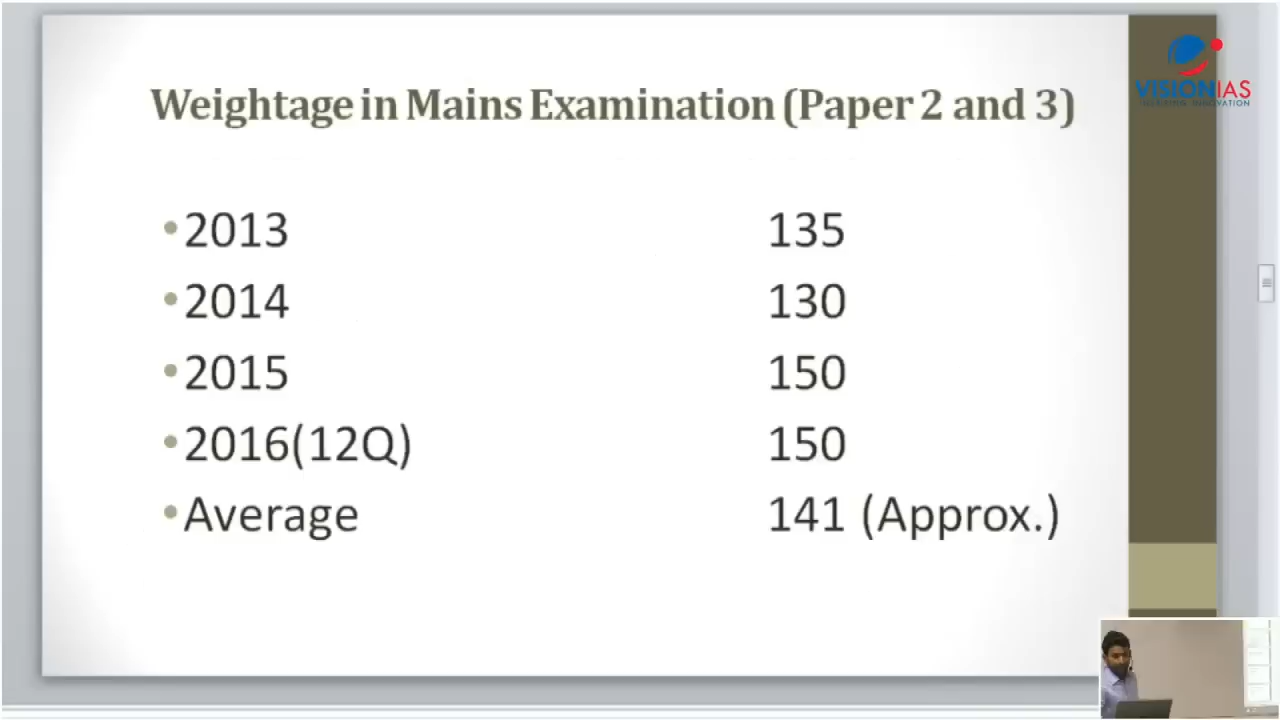 VISIONIAS
Weightage in Mains Examination (Paper 2 and 3)
•2013 135
•2014 130
•2015 150
•2016(12Q) 150
•Average 141 (Approx.)